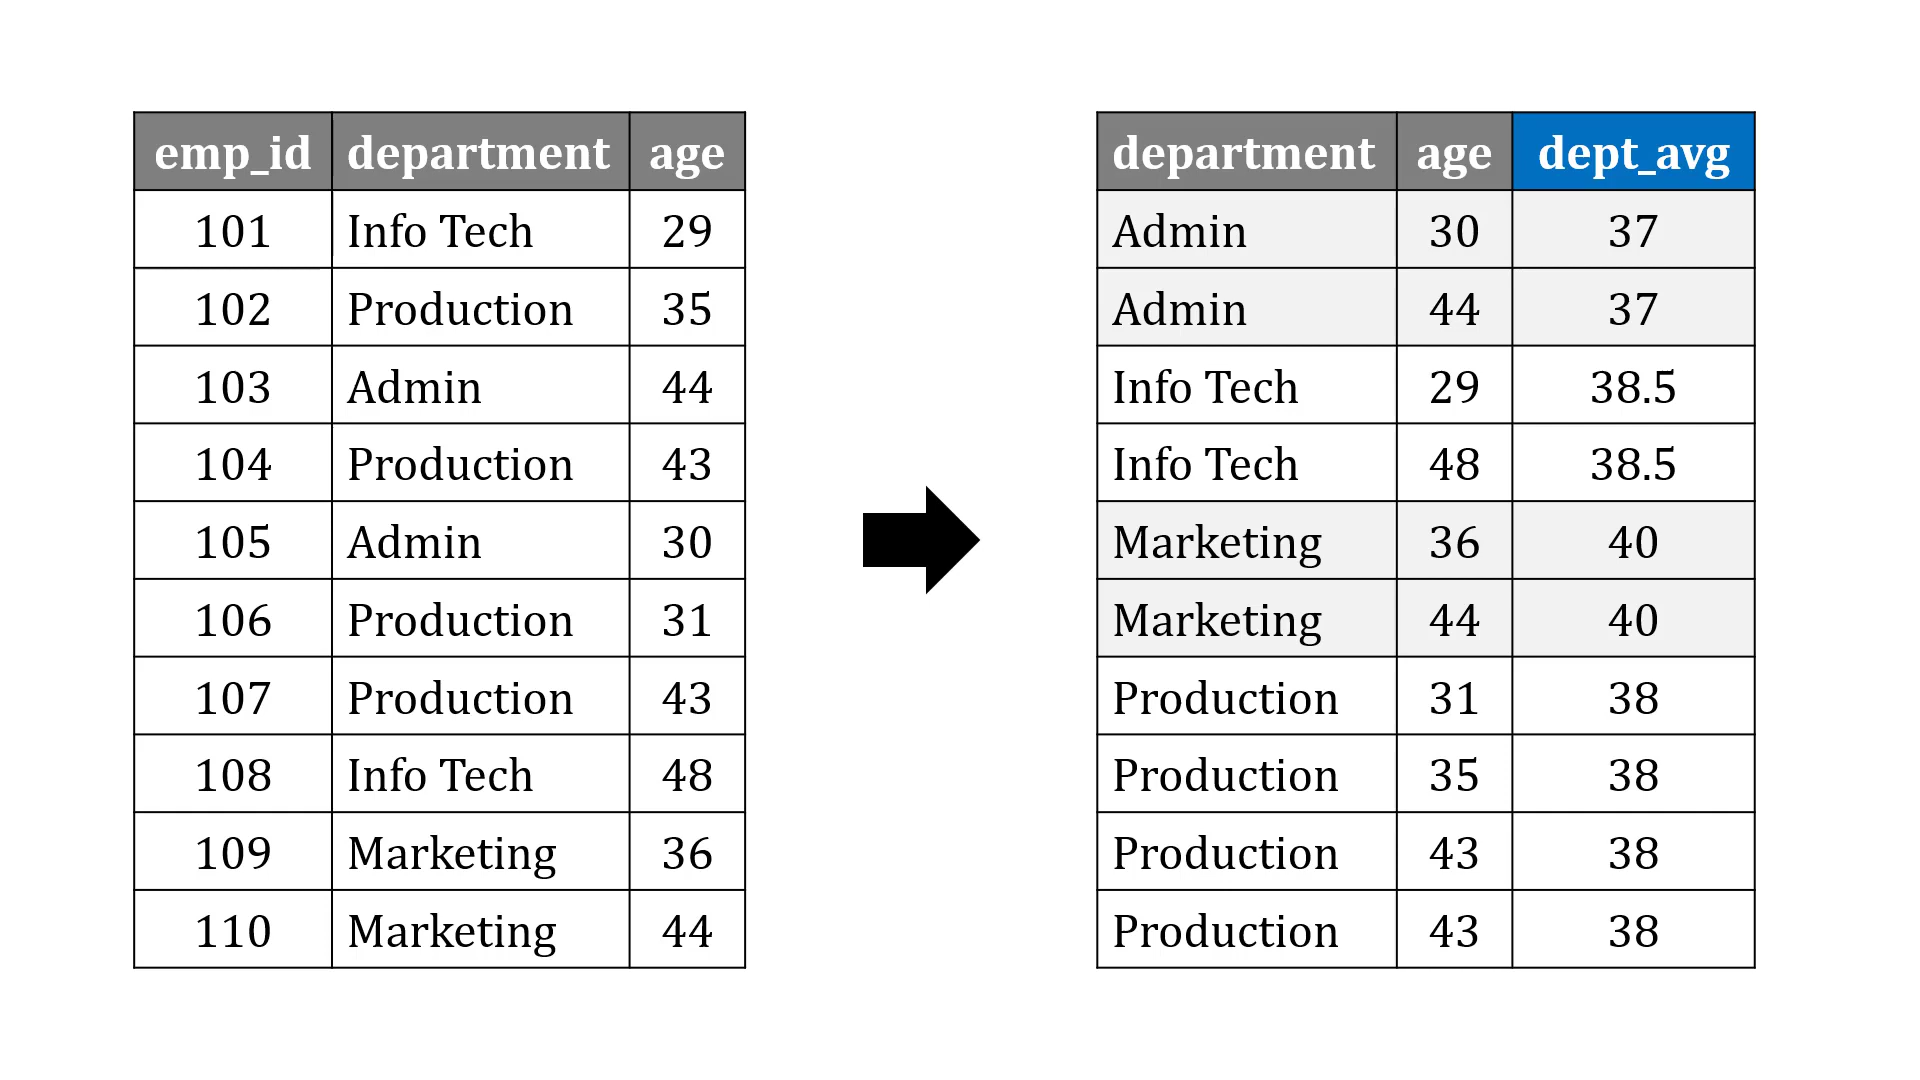 emp_id department age
101 Info Tech 29
102 Production 35
103 Admin 44
104 Production 43
105 Admin 30
106 Production 31
107 Production 43
108 Info Tech 48
109 Marketing 36
110 Marketing 44
department age dept_avg
Admin 30 37
Admin 44 37
Info Tech 29 38.5
Info Tech 48 38.5
Marketing 36 40
Marketing 44 40
Production 31 38
Production 35 38
Production 43 38
Production 43 38